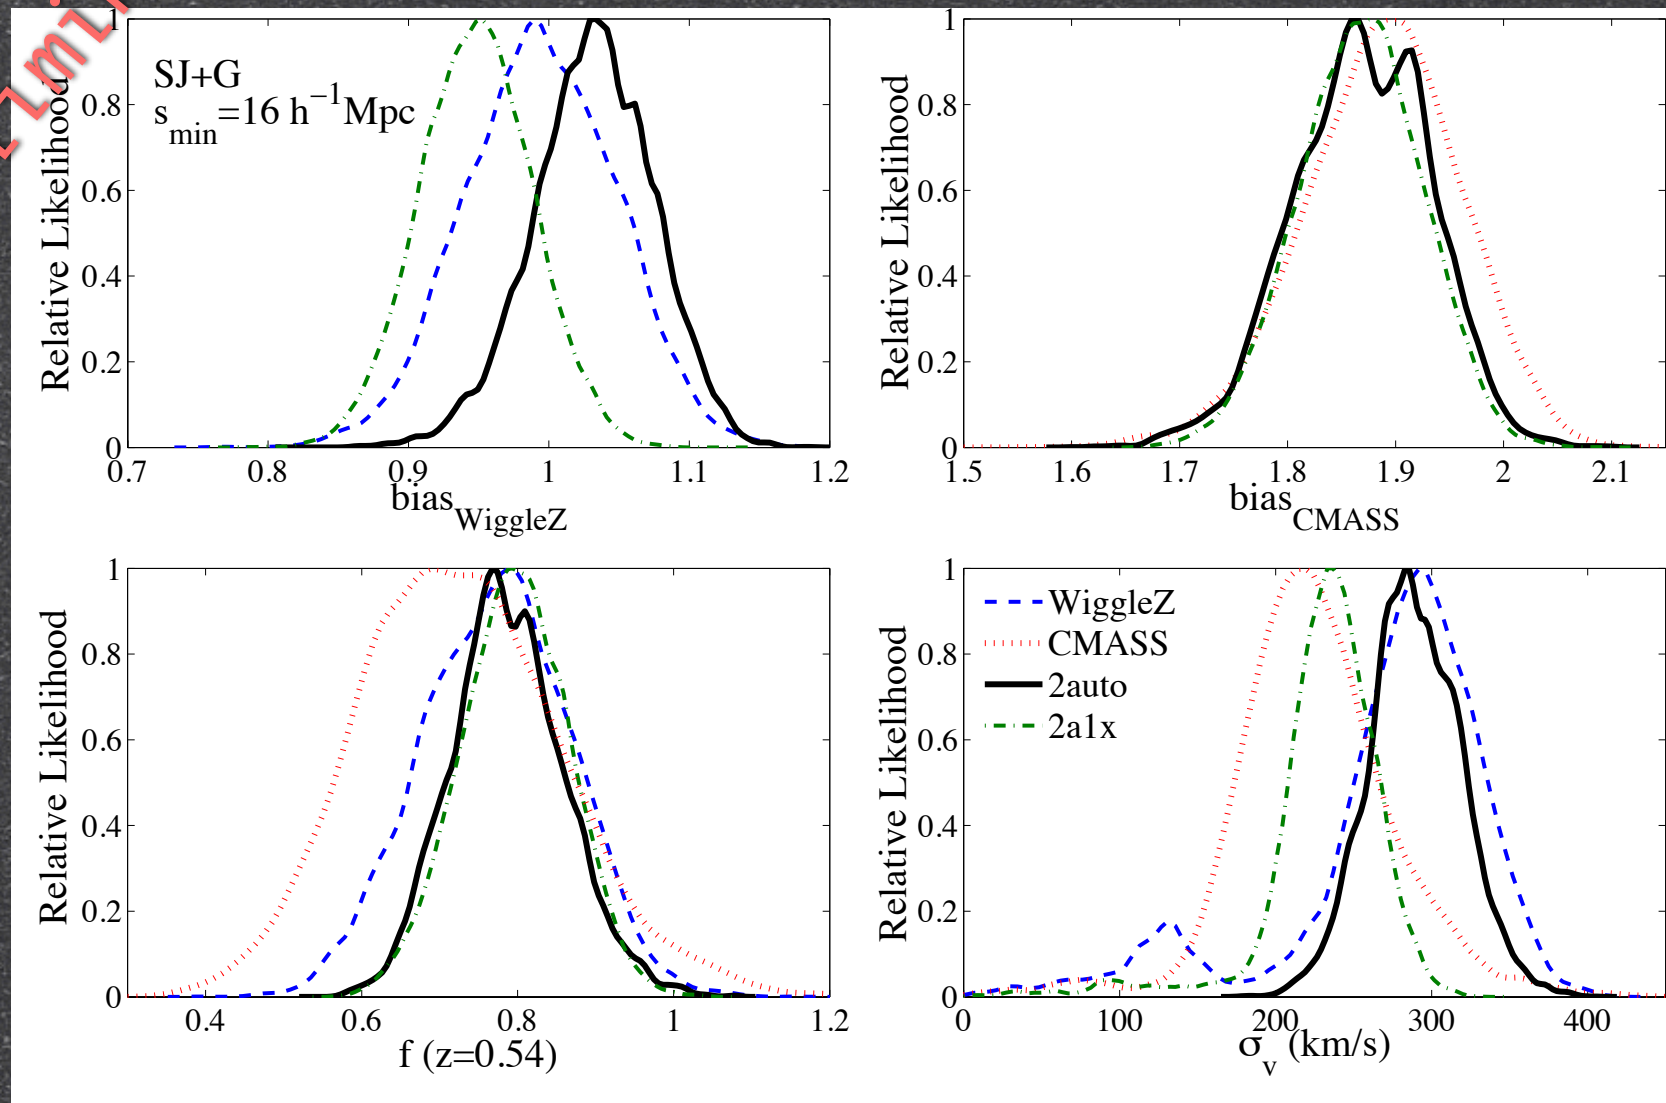 SJ+G
s_min=16 h^−1Mpc
Relative Likelihood
1
0.8
0.6
0.4
0.2
0
0.7 0.8 0.9 1 1.1 1.2
bias_WiggleZ
Relative Likelihood
1
0.8
0.6
0.4
0.2
0
1.5 1.6 1.7 1.8 1.9 2 2.1
bias_CMASS
Relative Likelihood
1
0.8
0.6
0.4
0.2
0
0.4 0.6 0.8 1 1.2
f (z=0.54)
WiggleZ
CMASS
2auto
2a1x
Relative Likelihood
1
0.8
0.6
0.4
0.2
0
0 100 200 300 400
σ_v (km/s)